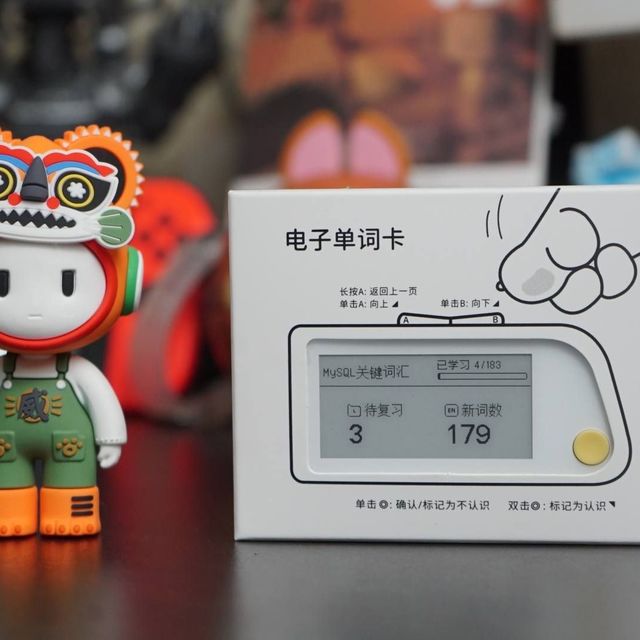 电子单词卡
长按A: 返回上一页
单击A: 向上
单击B: 向下
A
B
MySQL关键词汇
已学习 4/183
待复习
EN 新词数
3
179
单击◎: 确认/标记为不认识
双击◎: 标记为认识
威